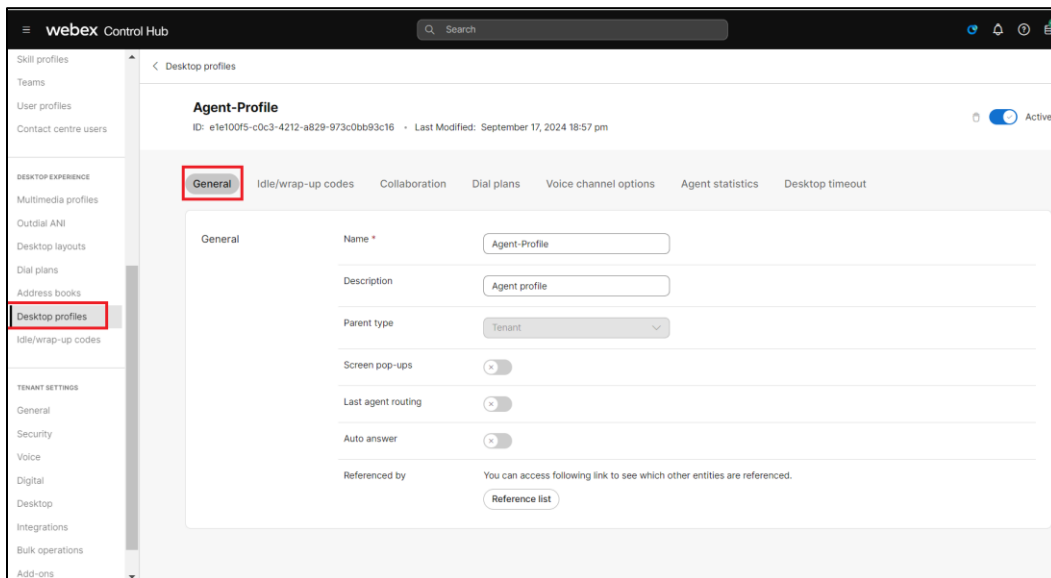 webex Control Hub
Search
Skill profiles
Teams
User profiles
Contact centre users
DESKTOP EXPERIENCE
Multimedia profiles
Outdial ANI
Desktop layouts
Dial plans
Address books
Desktop profiles
Idle/wrap-up codes
TENANT SETTINGS
General
Security
Voice
Digital
Desktop
Integrations
Bulk operations
Add-ons
Desktop profiles
Agent-Profile
ID: e1e100f5-c0c3-4212-a829-973c0bb93c16 • Last Modified: September 17, 2024 18:57 pm
Active
General Idle/wrap-up codes Collaboration Dial plans Voice channel options Agent statistics Desktop timeout
General
Name * Agent-Profile
Description Agent profile
Parent type Tenant
Screen pop-ups
Last agent routing
Auto answer
Referenced by You can access following link to see which other entities are referenced.
Reference list